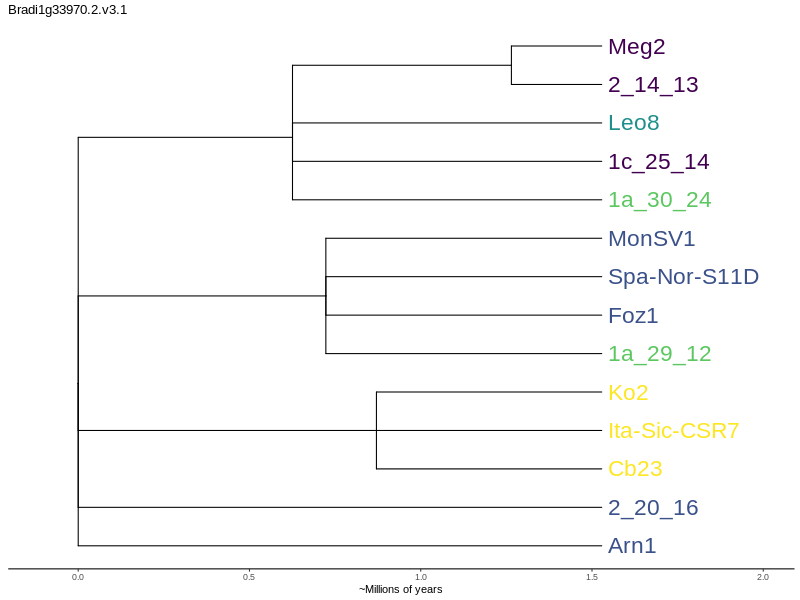 Bradi1g33970.2.v3.1
Meg2
2_14_13
Leo8
1c_25_14
1a_30_24
MonSV1
Spa-Nor-S11D
Foz1
1a_29_12
Ko2
Ita-Sic-CSR7
Cb23
2_20_16
Arn1
0.0 0.5 1.0 1.5 2.0
~Millions of years